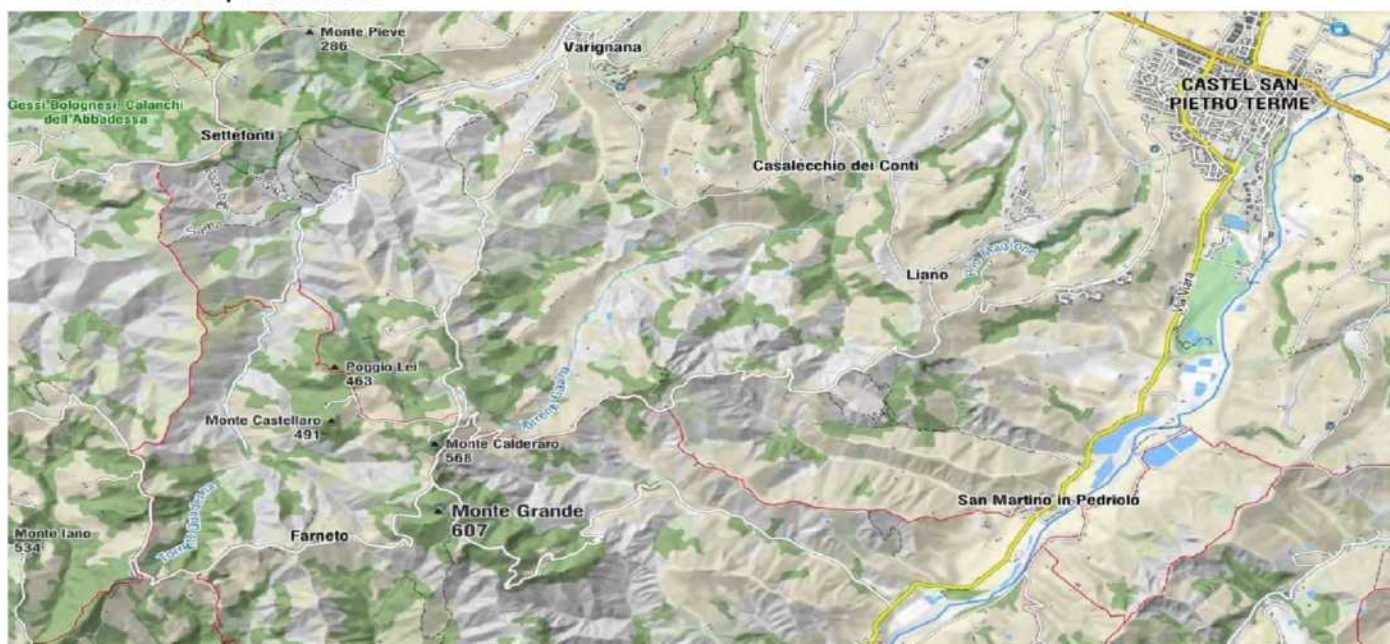 Monte Pieve
286
Varignana
CASTEL SAN
PIETRO TERME
Gessi Bolognesi, Calanchi
dell'Abbadessa
Settefonti
Casalecchio dei Conti
Liano
Via Viara
Poggio Lei
463
Monte Castellaro
491
Monte Calderaro
568
San Martino in Pedriolo
Monte Grande
607
Monte Iano
534
Farneto